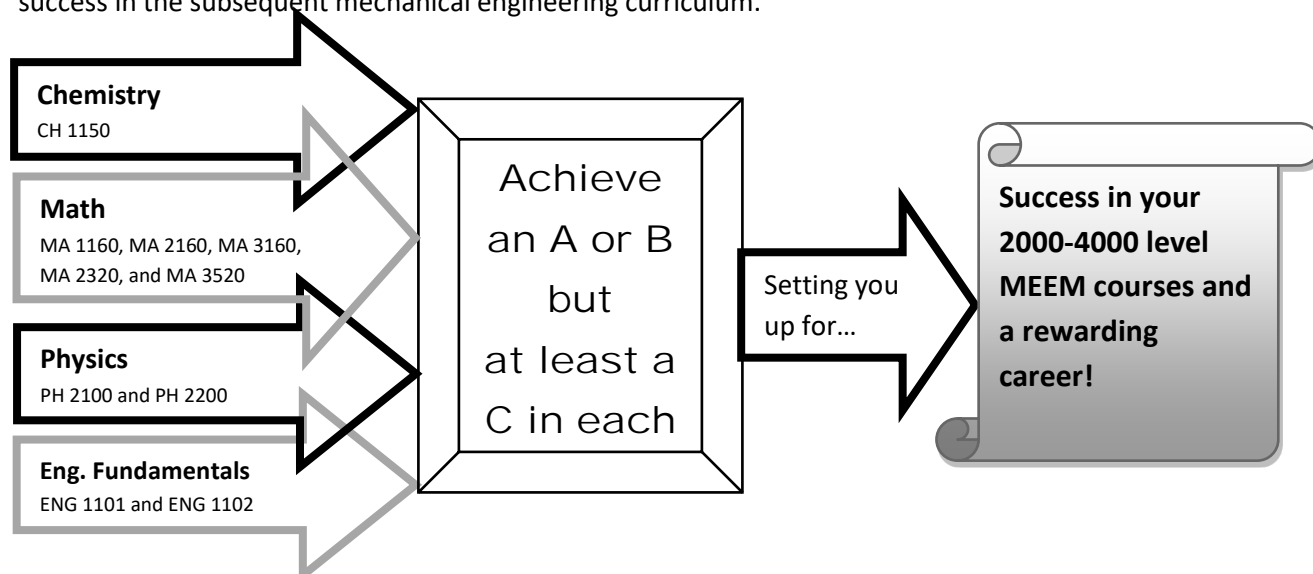 success in the subsequent mechanical engineering curriculum.
Chemistry
CH 1150
Math
MA 1160, MA 2160, MA 3160,
MA 2320, and MA 3520
Physics
PH 2100 and PH 2200
Eng. Fundamentals
ENG 1101 and ENG 1102
Achieve
an A or B
but
at least a
C in each
Setting you
up for…
Success in your
2000-4000 level
MEEM courses and
a rewarding
career!